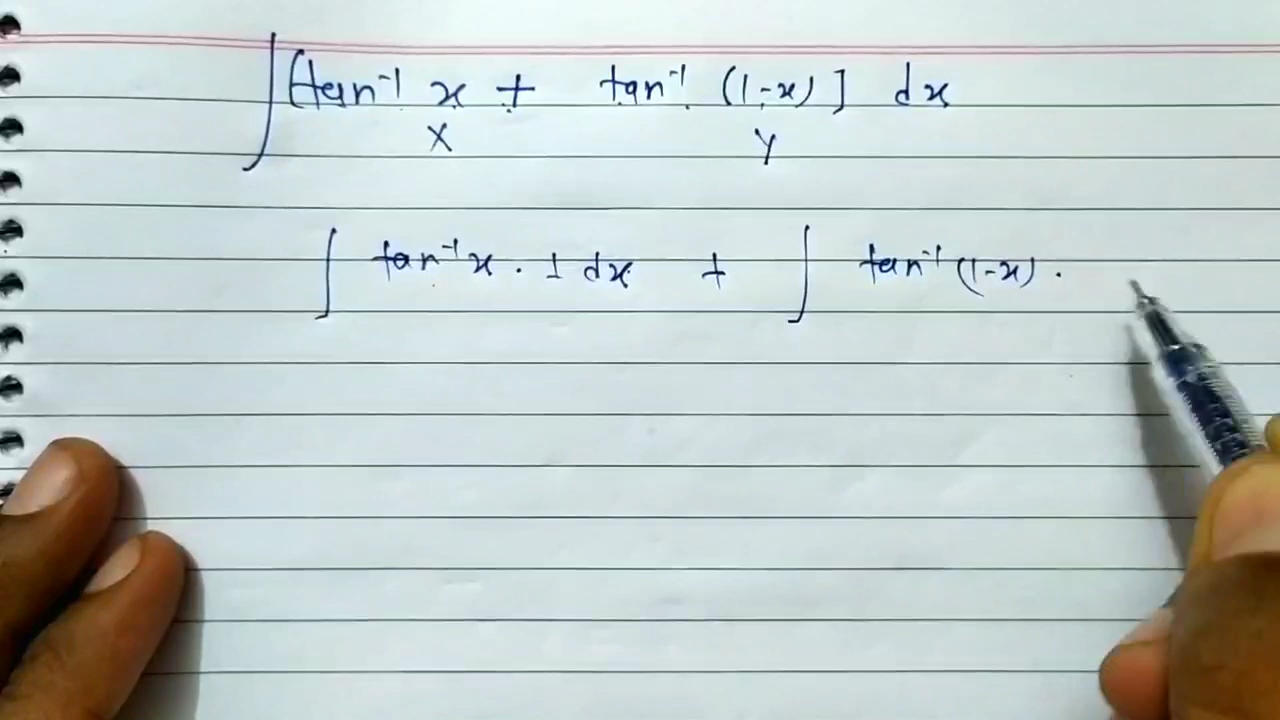 ∫[tan⁻¹ x + tan⁻¹ (1-x)] dx
X Y
∫ tan⁻¹x . 1 dx + ∫ tan⁻¹(1-x) .